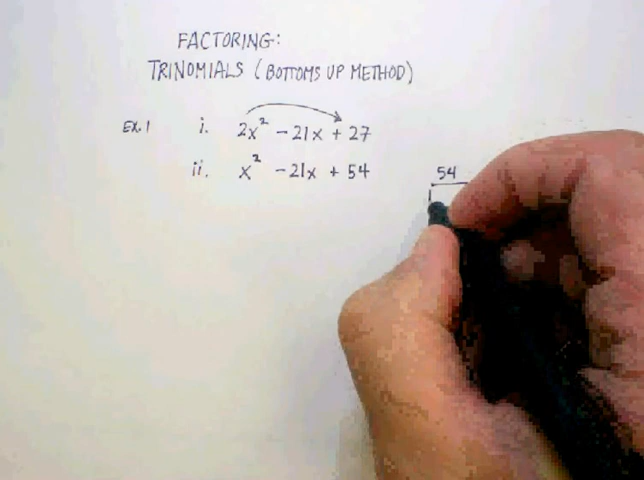 FACTORING:
TRINOMIALS (BOTTOMS UP METHOD)
EX. 1 i. 2x² - 21x + 27
ii. x² - 21x + 54
54